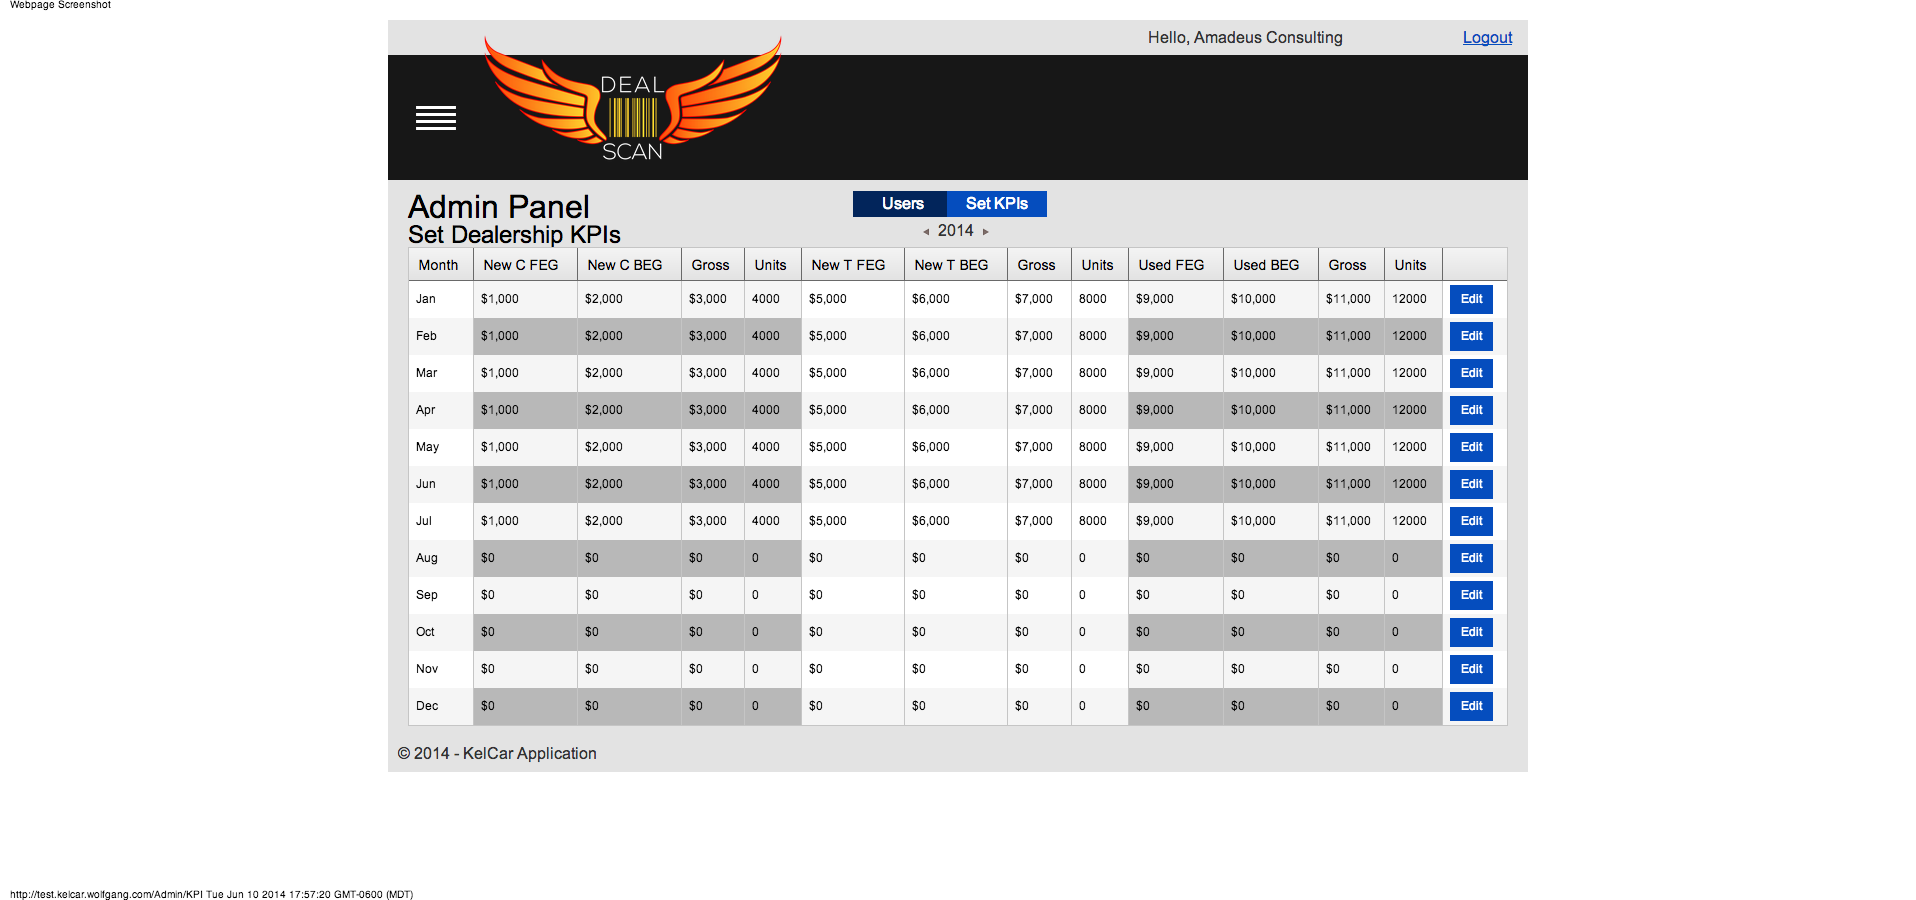 Webpage Screenshot
Hello, Amadeus Consulting Logout
DEAL
SCAN
Admin Panel Users Set KPIs
Set Dealership KPIs ◂ 2014 ▸
Month New C FEG New C BEG Gross Units New T FEG New T BEG Gross Units Used FEG Used BEG Gross Units
Jan $1,000 $2,000 $3,000 4000 $5,000 $6,000 $7,000 8000 $9,000 $10,000 $11,000 12000 Edit
Feb $1,000 $2,000 $3,000 4000 $5,000 $6,000 $7,000 8000 $9,000 $10,000 $11,000 12000 Edit
Mar $1,000 $2,000 $3,000 4000 $5,000 $6,000 $7,000 8000 $9,000 $10,000 $11,000 12000 Edit
Apr $1,000 $2,000 $3,000 4000 $5,000 $6,000 $7,000 8000 $9,000 $10,000 $11,000 12000 Edit
May $1,000 $2,000 $3,000 4000 $5,000 $6,000 $7,000 8000 $9,000 $10,000 $11,000 12000 Edit
Jun $1,000 $2,000 $3,000 4000 $5,000 $6,000 $7,000 8000 $9,000 $10,000 $11,000 12000 Edit
Jul $1,000 $2,000 $3,000 4000 $5,000 $6,000 $7,000 8000 $9,000 $10,000 $11,000 12000 Edit
Aug $0 $0 $0 0 $0 $0 $0 0 $0 $0 $0 0 Edit
Sep $0 $0 $0 0 $0 $0 $0 0 $0 $0 $0 0 Edit
Oct $0 $0 $0 0 $0 $0 $0 0 $0 $0 $0 0 Edit
Nov $0 $0 $0 0 $0 $0 $0 0 $0 $0 $0 0 Edit
Dec $0 $0 $0 0 $0 $0 $0 0 $0 $0 $0 0 Edit
© 2014 - KelCar Application
http://test.kelcar.wolfgang.com/Admin/KPI Tue Jun 10 2014 17:57:20 GMT-0600 (MDT)